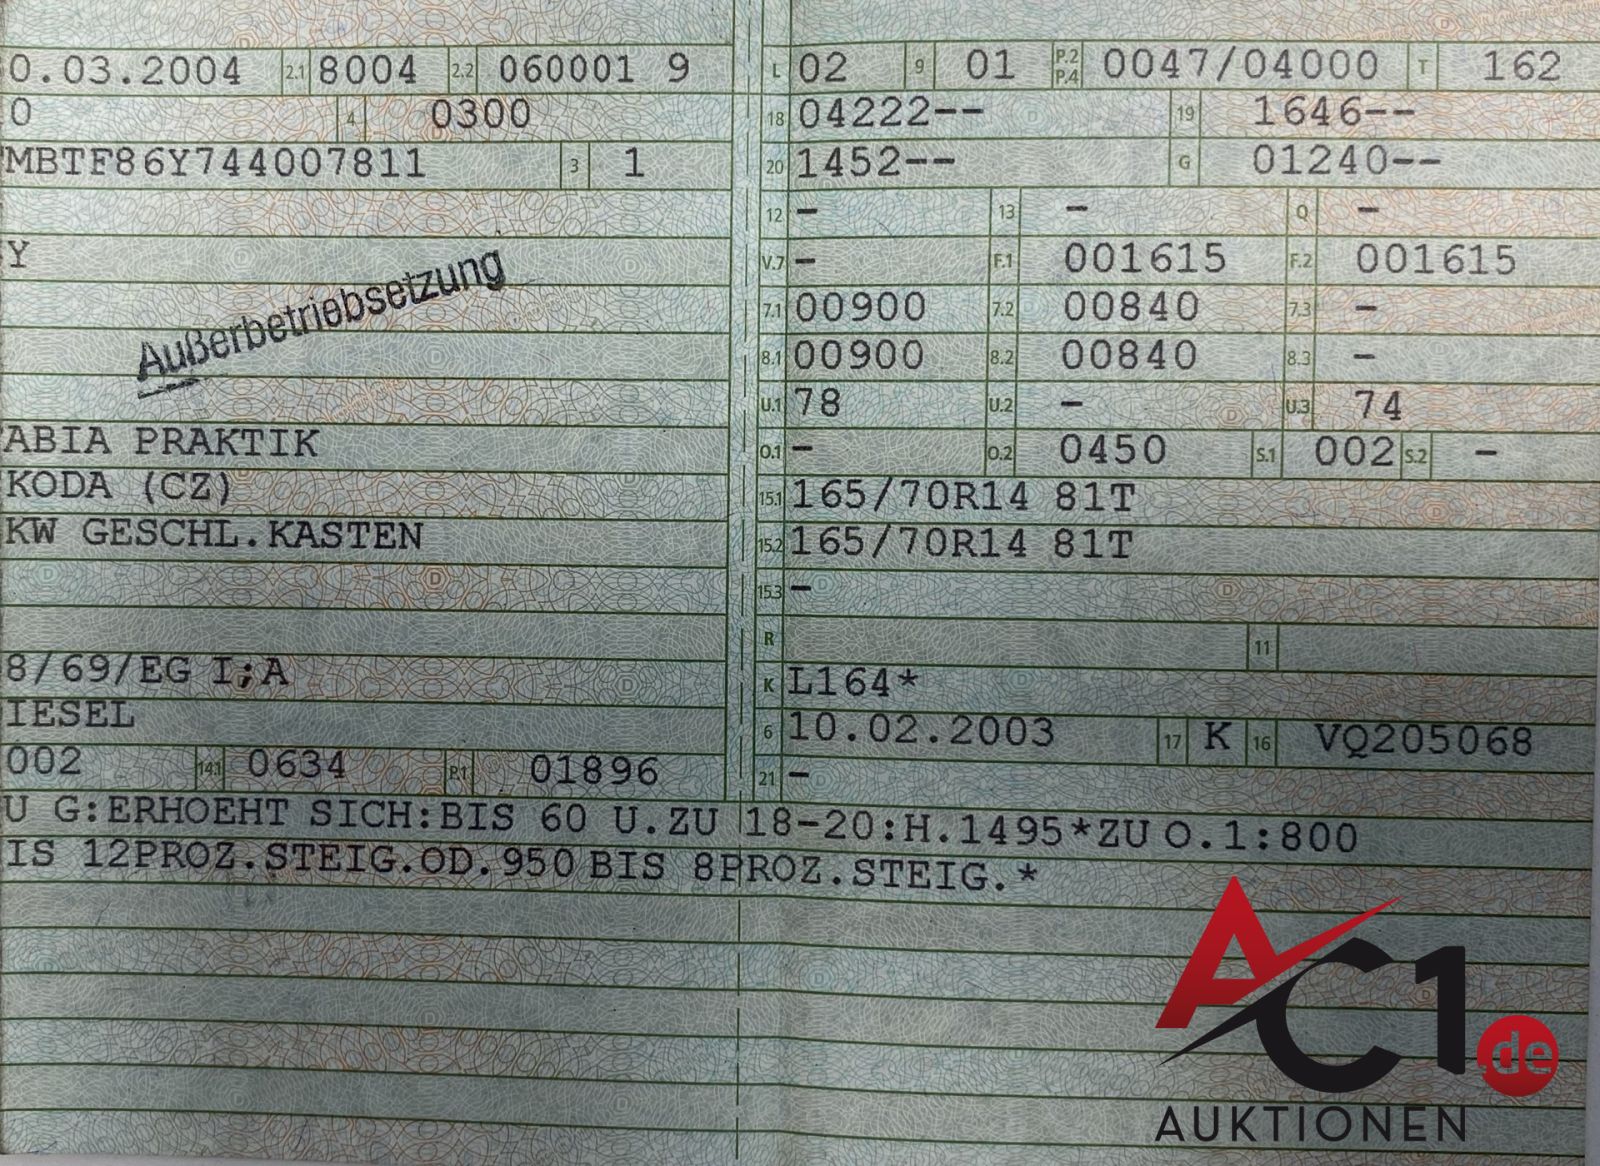 0.03.2004 2.1 8004 2.2 060001 9 L 02 9 01 P.2 P.4 0047/04000 T 162
0 4 0300 18 04222-- 19 1646--
MBTF86Y744007811 3 1 20 1452-- G 01240--
12 - 13 - Q -
Y V.7 - F.1 001615 F.2 001615
Außerbetriebsetzung
7.1 00900 7.2 00840 7.3 -
8.1 00900 8.2 00840 8.3 -
U.1 78 U.2 - U.3 74
ABIA PRAKTIK O.1 - O.2 0450 S.1 002 S.2 -
KODA (CZ) 15.1 165/70R14 81T
KW GESCHL.KASTEN 15.2 165/70R14 81T
15.3 -
R 11
8/69/EG I;A K L164*
IESEL 6 10.02.2003 17 K 16 VQ205068
002 14.1 0634 P.1 01896 21 -
U G:ERHOEHT SICH:BIS 60 U.ZU 18-20:H.1495*ZU O.1:800
IS 12PROZ.STEIG.OD.950 BIS 8PROZ.STEIG.*
AC1.de
AUKTIONEN